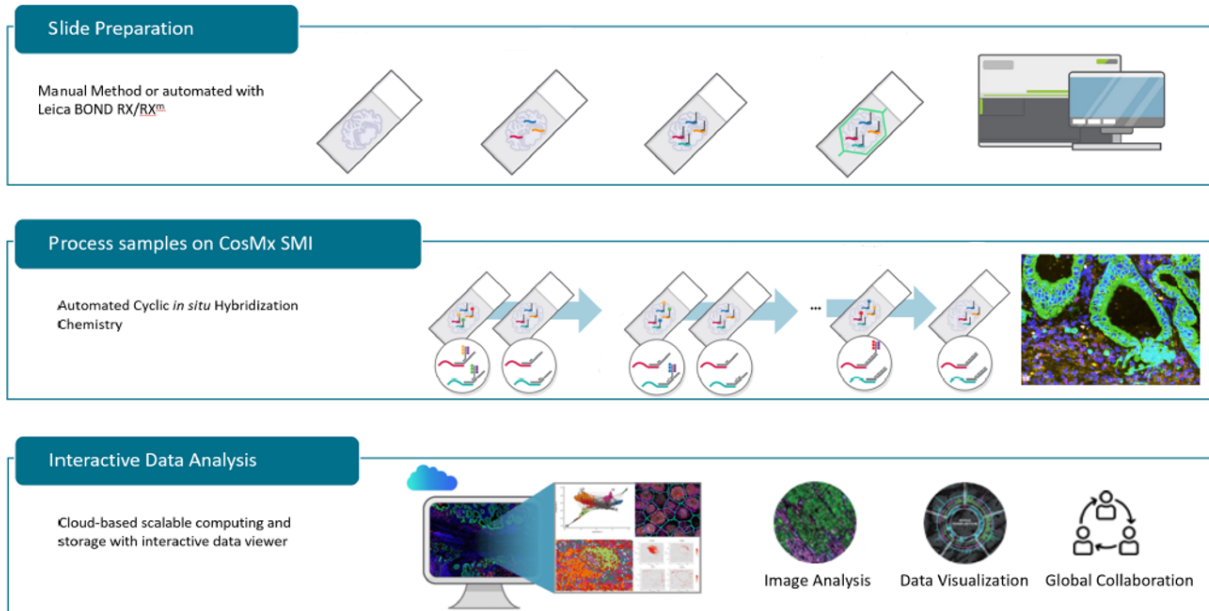 Slide Preparation
Manual Method or automated with
Leica BOND RX/RXᵐ
Process samples on CosMx SMI
Automated Cyclic in situ Hybridization
Chemistry
...
Interactive Data Analysis
Cloud-based scalable computing and
storage with interactive data viewer
Image Analysis
Data Visualization
Global Collaboration